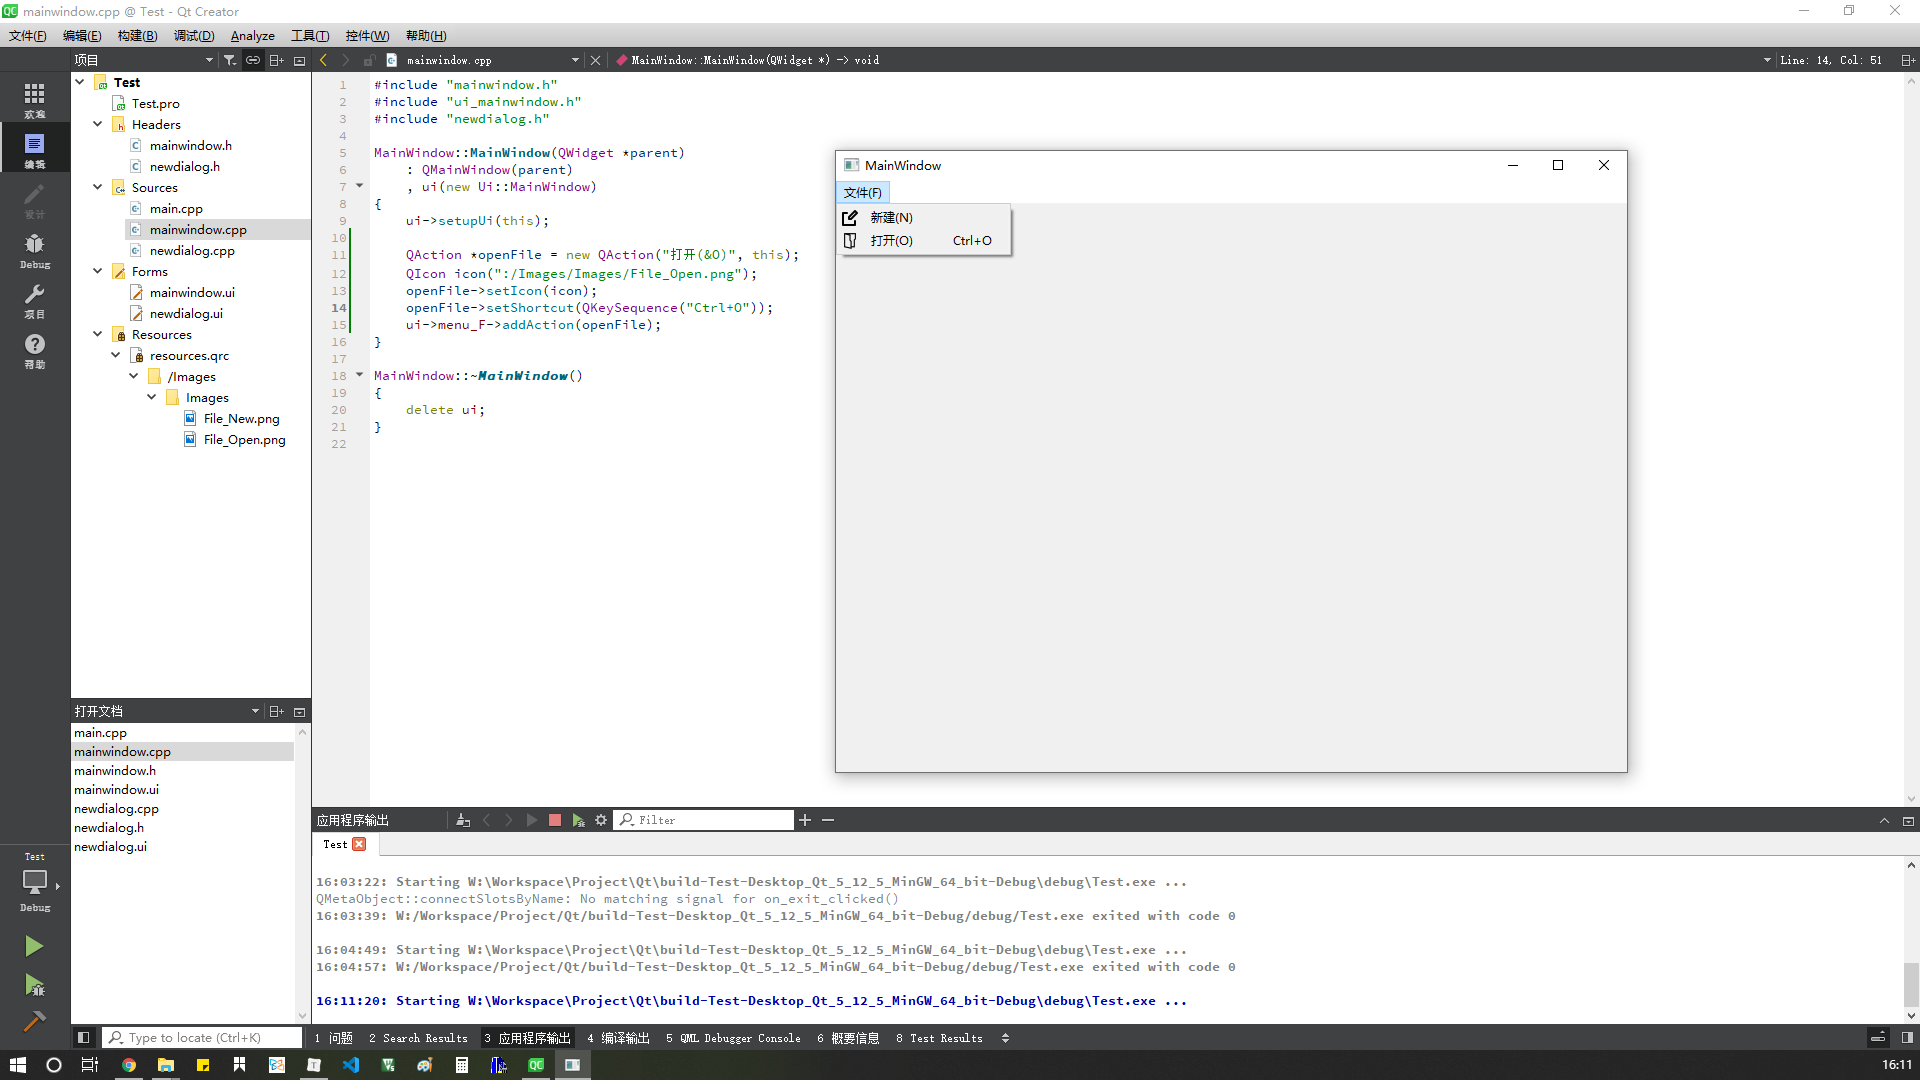 mainwindow.cpp @ Test - Qt Creator
文件(F) 编辑(E) 构建(B) 调试(D) Analyze 工具(T) 控件(W) 帮助(H)
项目
mainwindow.cpp
MainWindow::MainWindow(QWidget *) -> void
Line: 14, Col: 51
欢迎
编辑
设计
Debug
项目
帮助
Test
Test.pro
Headers
mainwindow.h
newdialog.h
Sources
main.cpp
mainwindow.cpp
newdialog.cpp
Forms
mainwindow.ui
newdialog.ui
Resources
resources.qrc
/Images
Images
File_New.png
File_Open.png
1 #include "mainwindow.h"
2 #include "ui_mainwindow.h"
3 #include "newdialog.h"
4
5 MainWindow::MainWindow(QWidget *parent)
6 : QMainWindow(parent)
7 , ui(new Ui::MainWindow)
8 {
9 ui->setupUi(this);
10
11 QAction *openFile = new QAction("打开(&O)", this);
12 QIcon icon(":/Images/Images/File_Open.png");
13 openFile->setIcon(icon);
14 openFile->setShortcut(QKeySequence("Ctrl+O"));
15 ui->menu_F->addAction(openFile);
16 }
17
18 MainWindow::~MainWindow()
19 {
20 delete ui;
21 }
22
MainWindow
文件(F)
新建(N)
打开(O) Ctrl+O
打开文档
main.cpp
mainwindow.cpp
mainwindow.h
mainwindow.ui
newdialog.cpp
newdialog.h
newdialog.ui
Test
Debug
应用程序输出
Filter
Test
16:03:22: Starting W:\Workspace\Project\Qt\build-Test-Desktop_Qt_5_12_5_MinGW_64_bit-Debug\debug\Test.exe ...
QMetaObject::connectSlotsByName: No matching signal for on_exit_clicked()
16:03:39: W:/Workspace/Project/Qt/build-Test-Desktop_Qt_5_12_5_MinGW_64_bit-Debug/debug/Test.exe exited with code 0
16:04:49: Starting W:\Workspace\Project\Qt\build-Test-Desktop_Qt_5_12_5_MinGW_64_bit-Debug\debug\Test.exe ...
16:04:57: W:/Workspace/Project/Qt/build-Test-Desktop_Qt_5_12_5_MinGW_64_bit-Debug/debug/Test.exe exited with code 0
16:11:20: Starting W:\Workspace\Project\Qt\build-Test-Desktop_Qt_5_12_5_MinGW_64_bit-Debug\debug\Test.exe ...
Type to locate (Ctrl+K)
1 问题 2 Search Results 3 应用程序输出 4 编译输出 5 QML Debugger Console 6 概要信息 8 Test Results
16:11